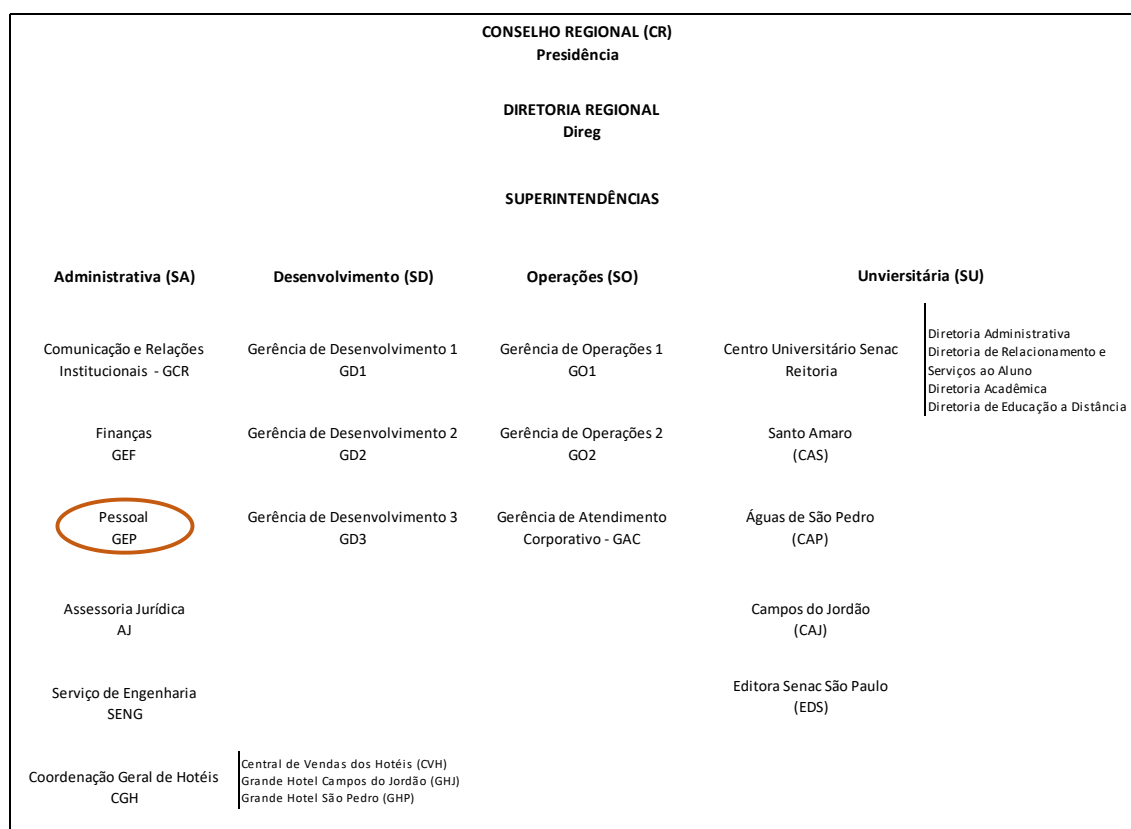 CONSELHO REGIONAL (CR)
Presidência
DIRETORIA REGIONAL
Direg
SUPERINTENDÊNCIAS
Administrativa (SA)
Desenvolvimento (SD)
Operações (SO)
Unviersitária (SU)
Comunicação e Relações
Institucionais - GCR
Gerência de Desenvolvimento 1
GD1
Gerência de Operações 1
GO1
Centro Universitário Senac
Reitoria
Diretoria Administrativa
Diretoria de Relacionamento e
Serviços ao Aluno
Diretoria Acadêmica
Diretoria de Educação a Distância
Finanças
GEF
Gerência de Desenvolvimento 2
GD2
Gerência de Operações 2
GO2
Santo Amaro
(CAS)
Pessoal
GEP
Gerência de Desenvolvimento 3
GD3
Gerência de Atendimento
Corporativo - GAC
Águas de São Pedro
(CAP)
Assessoria Jurídica
AJ
Campos do Jordão
(CAJ)
Serviço de Engenharia
SENG
Editora Senac São Paulo
(EDS)
Coordenação Geral de Hotéis
CGH
Central de Vendas dos Hotéis (CVH)
Grande Hotel Campos do Jordão (GHJ)
Grande Hotel São Pedro (GHP)